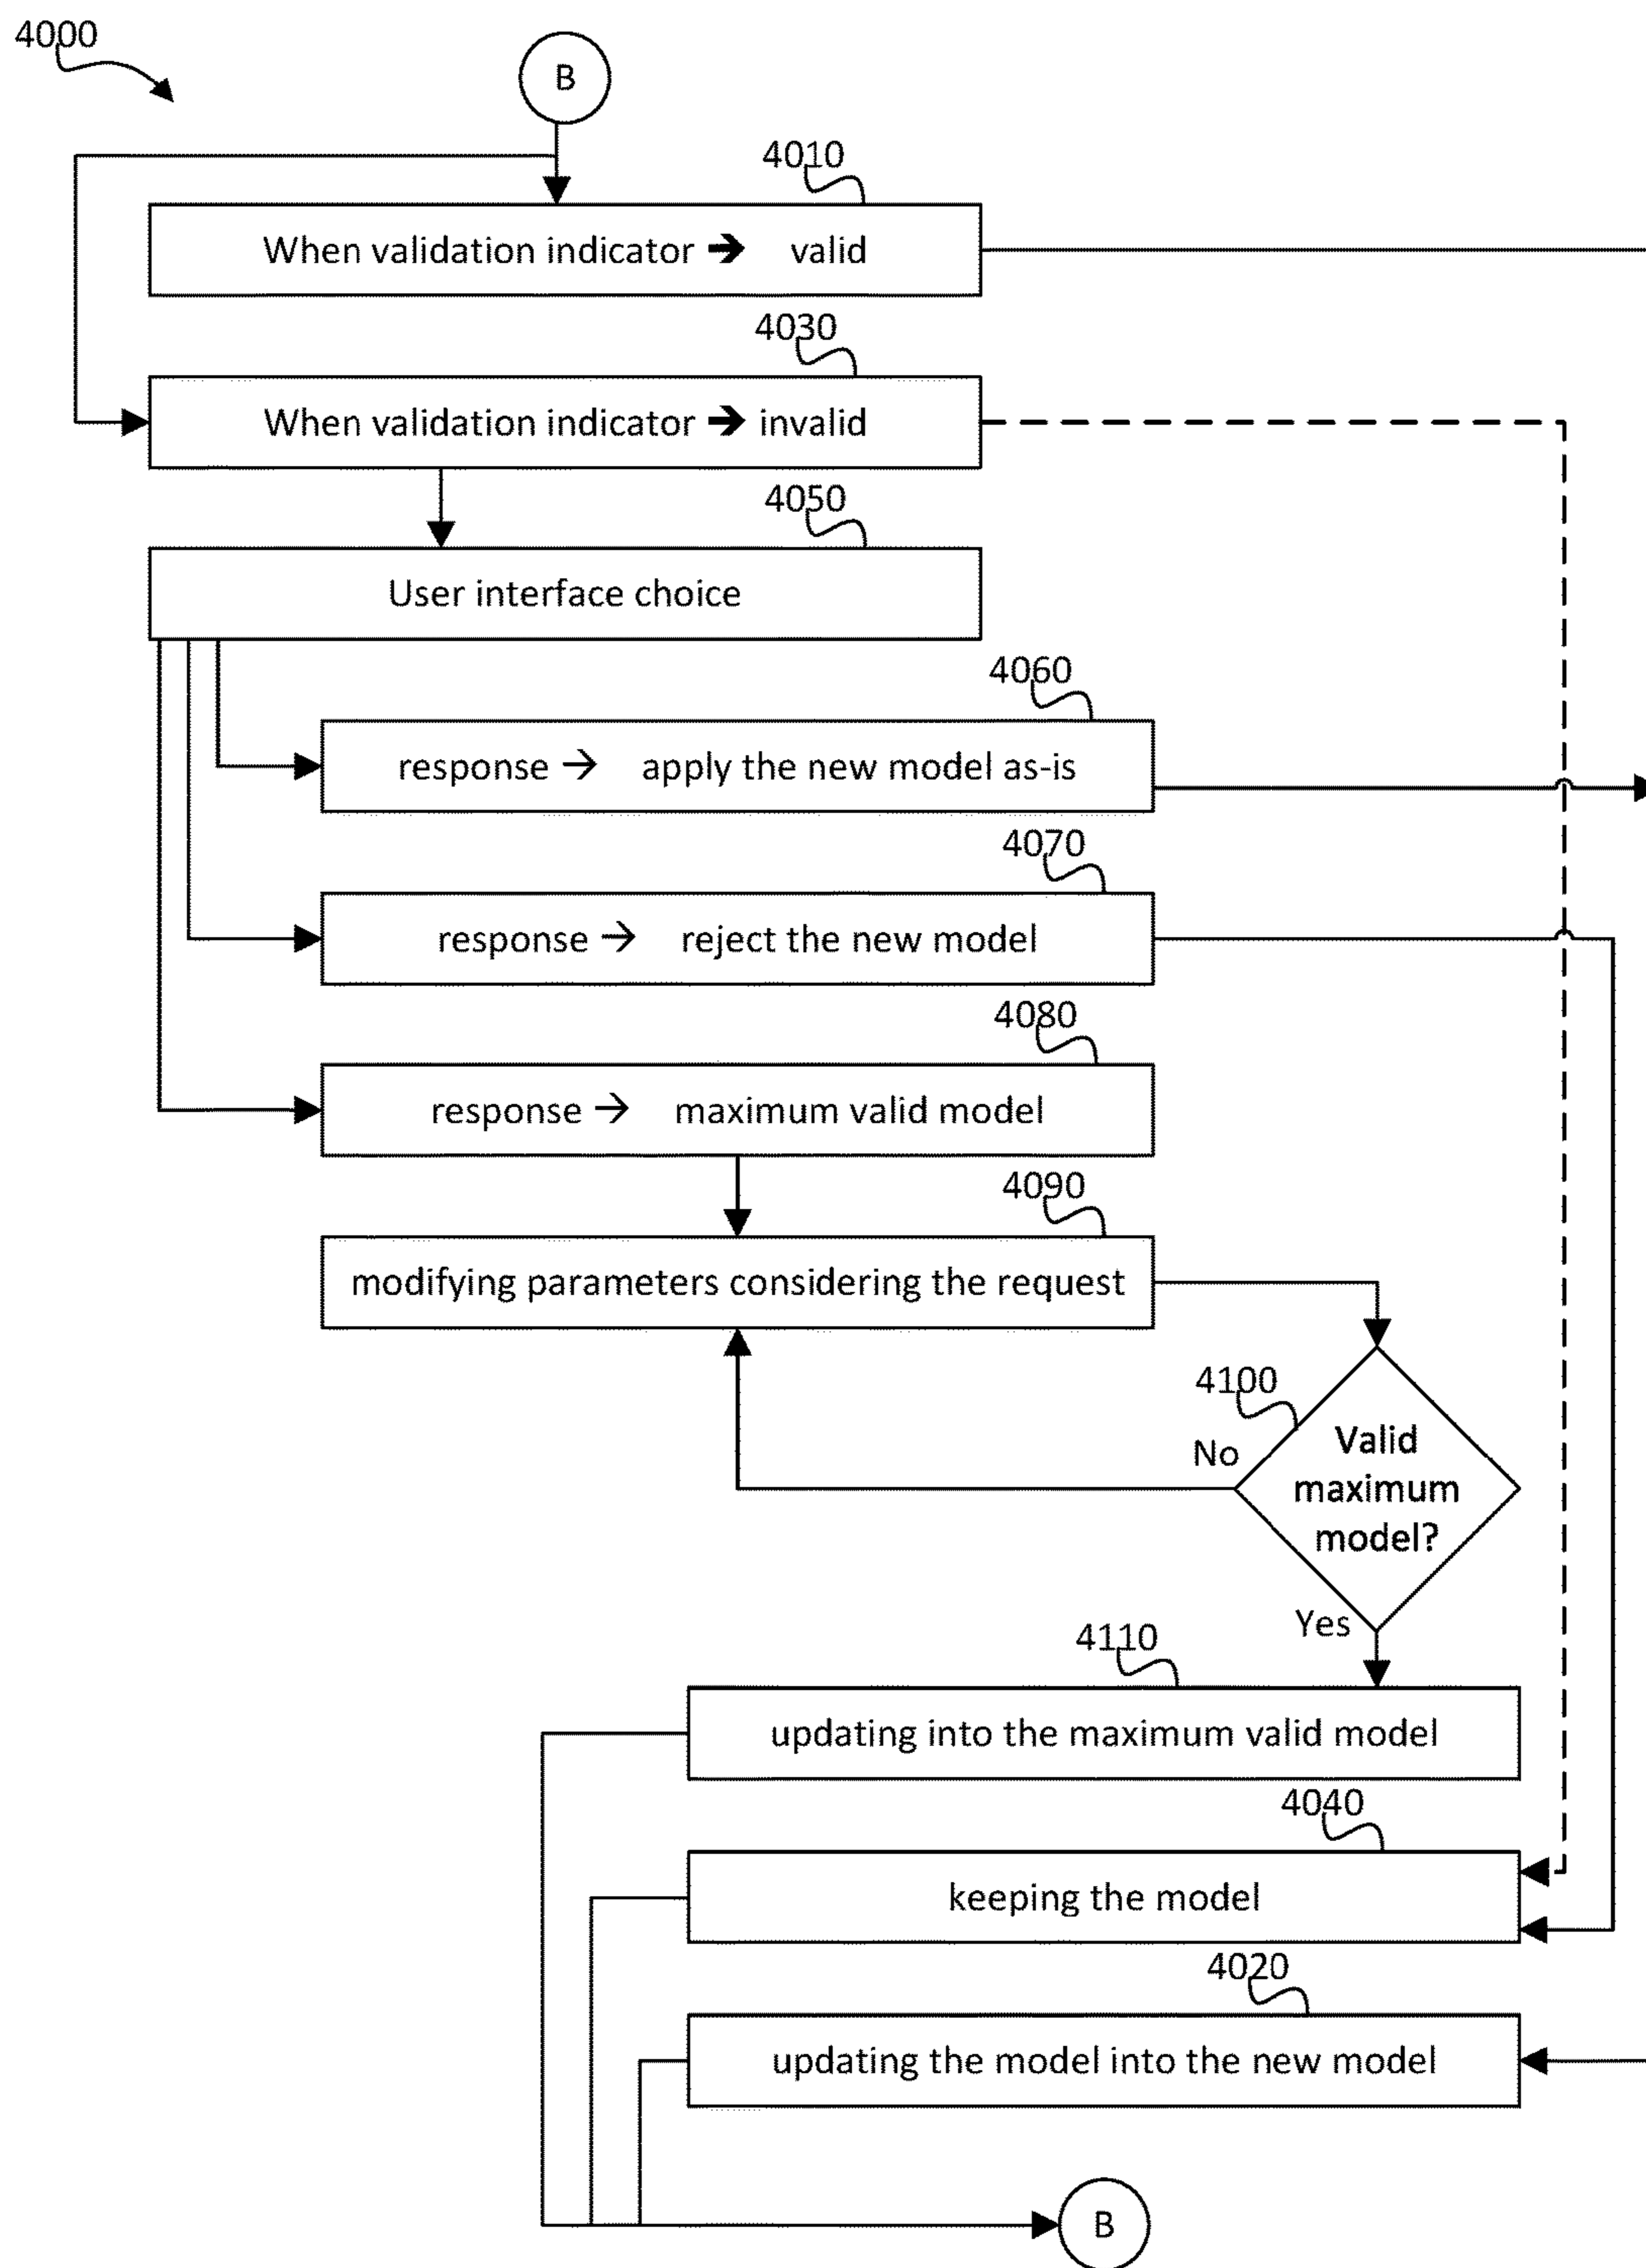 4000
B
4010
When validation indicator ➔ valid
4030
When validation indicator ➔ invalid
4050
User interface choice
4060
response → apply the new model as-is
4070
response → reject the new model
4080
response → maximum valid model
4090
modifying parameters considering the request
4100
No
Valid
maximum
model?
Yes
4110
updating into the maximum valid model
4040
keeping the model
4020
updating the model into the new model
B